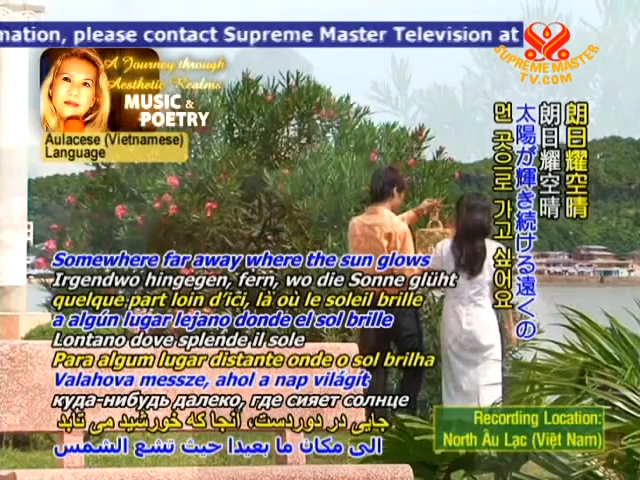 mation, please contact Supreme Master Television at
SUPREME MASTER
TV.COM
A Journey through
Aesthetic Realms
MUSIC &
POETRY
Aulacese (Vietnamese)
Language
朗日耀空晴
朗日耀空晴
太陽が輝き続ける遠くの
먼 곳으로 가고 싶어요
Somewhere far away where the sun glows
Irgendwo hingegen, fern, wo die Sonne glüht
quelque part loin d'ici, là où le soleil brille
a algún lugar lejano donde el sol brille
Lontano dove splende il sole
Para algum lugar distante onde o sol brilha
Valahova messze, ahol a nap világít
куда-нибудь далеко, где сияет солнце
جایی در دوردست، آنجا که خورشید می تابد
الى مكان ما بعيدا حيث تشع الشمس
Recording Location:
North Âu Lạc (Việt Nam)